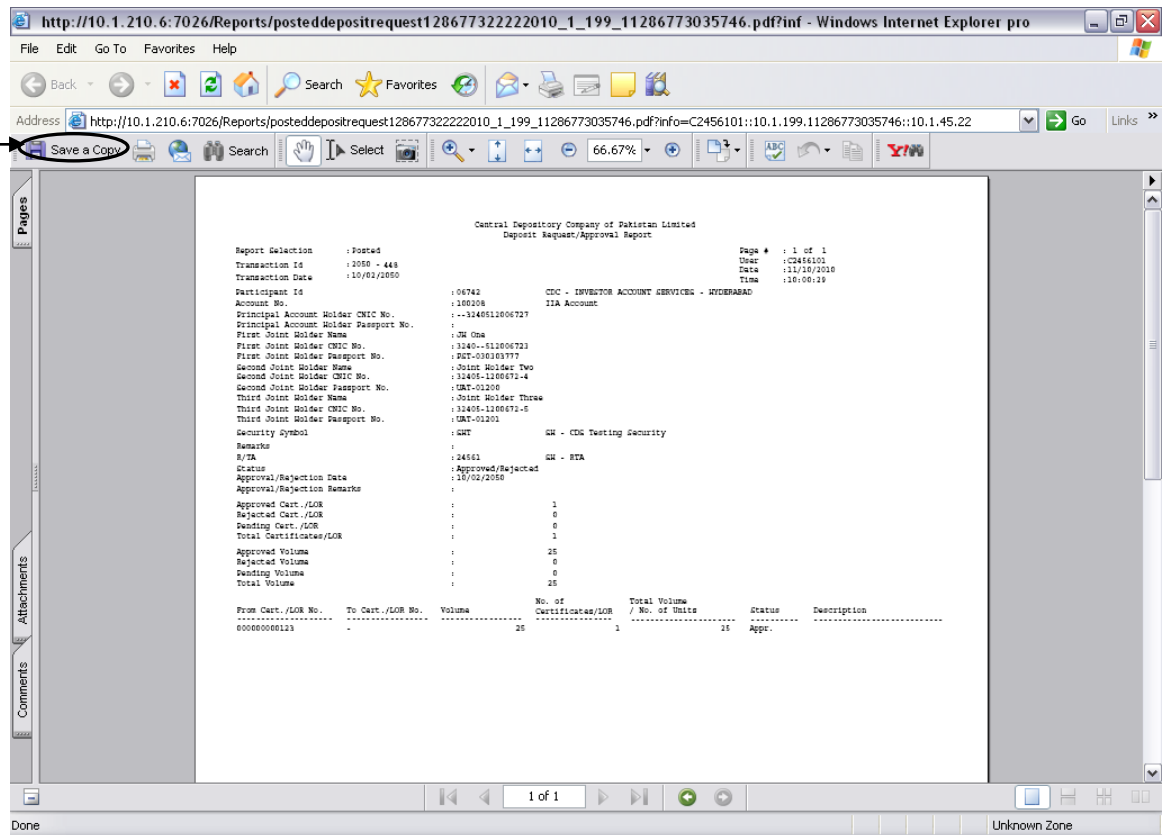 http://10.1.210.6:7026/Reports/posteddepositrequest128677322222010_1_199_11286773035746.pdf?inf - Windows Internet Explorer pro
File Edit Go To Favorites Help
Back Search Favorites
Address http://10.1.210.6:7026/Reports/posteddepositrequest128677322222010_1_199_11286773035746.pdf?info=C2456101::10.1.199.11286773035746::10.1.45.22 Go Links »
Save a Copy Search Select 66.67% ABC Y!
Pages
Central Depository Company of Pakistan Limited
Deposit Request/Approval Report
Report Selection : Posted Page # : 1 of 1
User :C2456101
Transaction Id : 2050 - 448 Date :11/10/2010
Transaction Date : 10/02/2050 Time :10:00:29
Participant Id : 06742 CDC - INVESTOR ACCOUNT SERVICES - HYDERABAD
Account No. : 100208 IIA Account
Principal Account Holder CNIC No. : --3240512006727
Principal Account Holder Passport No. :
First Joint Holder Name : JH One
First Joint Holder CNIC No. : 3240--512006723
First Joint Holder Passport No. : PST-030303777
Second Joint Holder Name : Joint Holder Two
Second Joint Holder CNIC No. : 32405-1200672-4
Second Joint Holder Passport No. : UAT-01200
Third Joint Holder Name : Joint Holder Three
Third Joint Holder CNIC No. : 32405-1200672-5
Third Joint Holder Passport No. : UAT-01201
Security Symbol : GHT GH - CDS Testing Security
Remarks :
R/TA : 24561 GH - RTA
Status : Approved/Rejected
Approval/Rejection Date : 10/02/2050
Approval/Rejection Remarks :
Approved Cert./LOR : 1
Rejected Cert./LOR : 0
Pending Cert./LOR : 0
Total Certificates/LOR : 1
Approved Volume : 25
Rejected Volume : 0
Pending Volume : 0
Total Volume : 25
From Cert./LOR No. To Cert./LOR No. Volume No. of Certificates/LOR Total Volume / No. of Units Status Description
000000000123 - 25 1 25 Appr.
Attachments
Comments
1 of 1
Done Unknown Zone